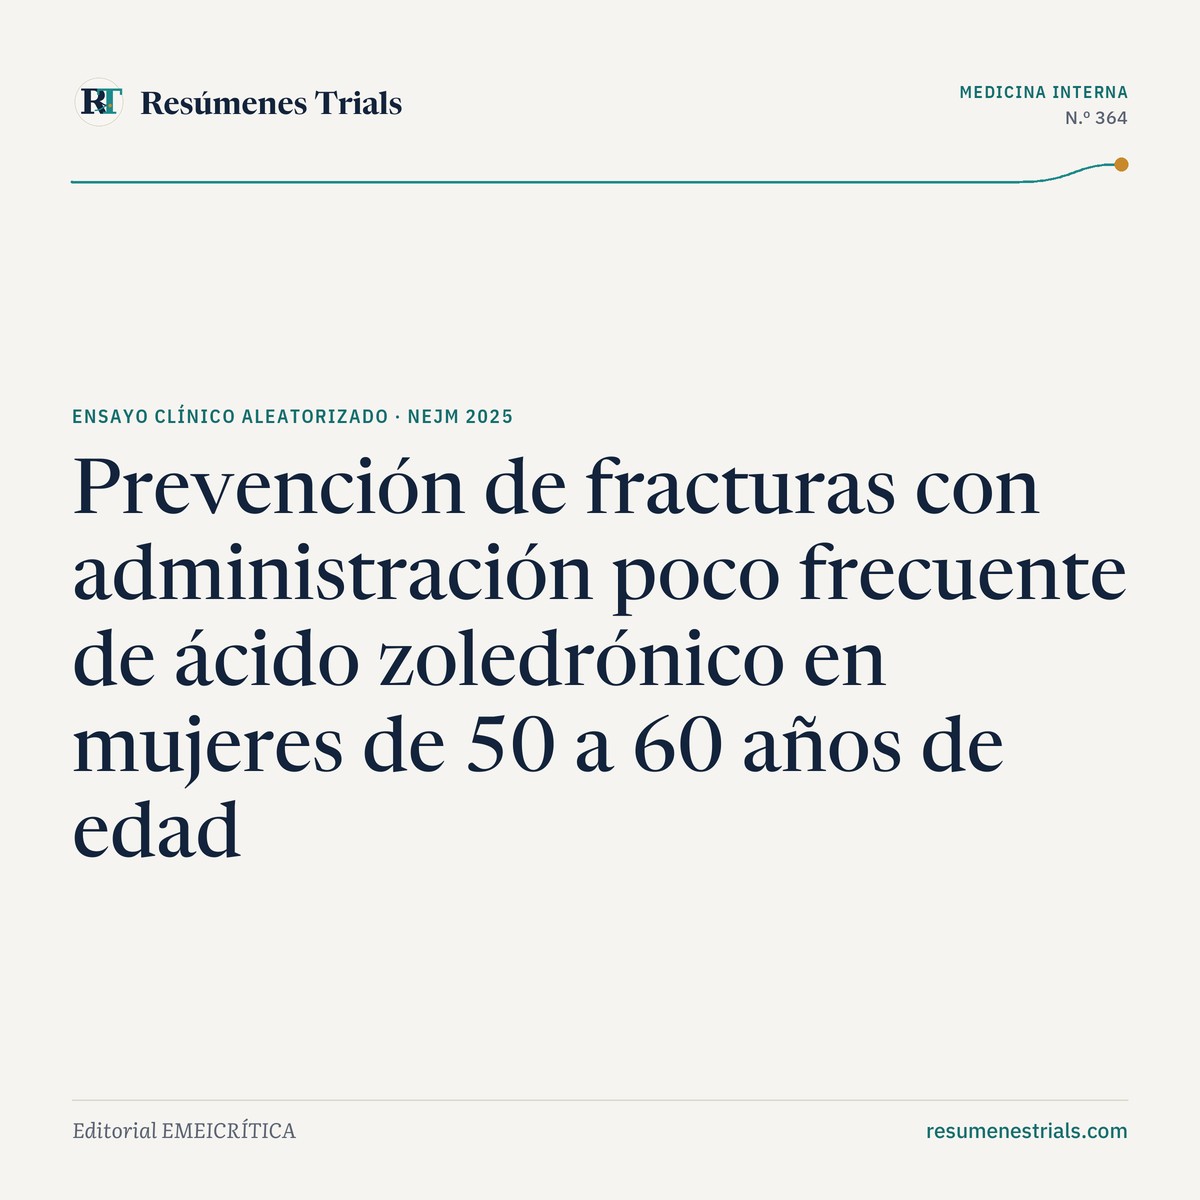 RT Resúmenes Trials
MEDICINA INTERNA
N.º 364
ENSAYO CLÍNICO ALEATORIZADO · NEJM 2025
Prevención de fracturas con
administración poco frecuente
de ácido zoledrónico en
mujeres de 50 a 60 años de
edad
Editorial EMEICRÍTICA
resumenestrials.com